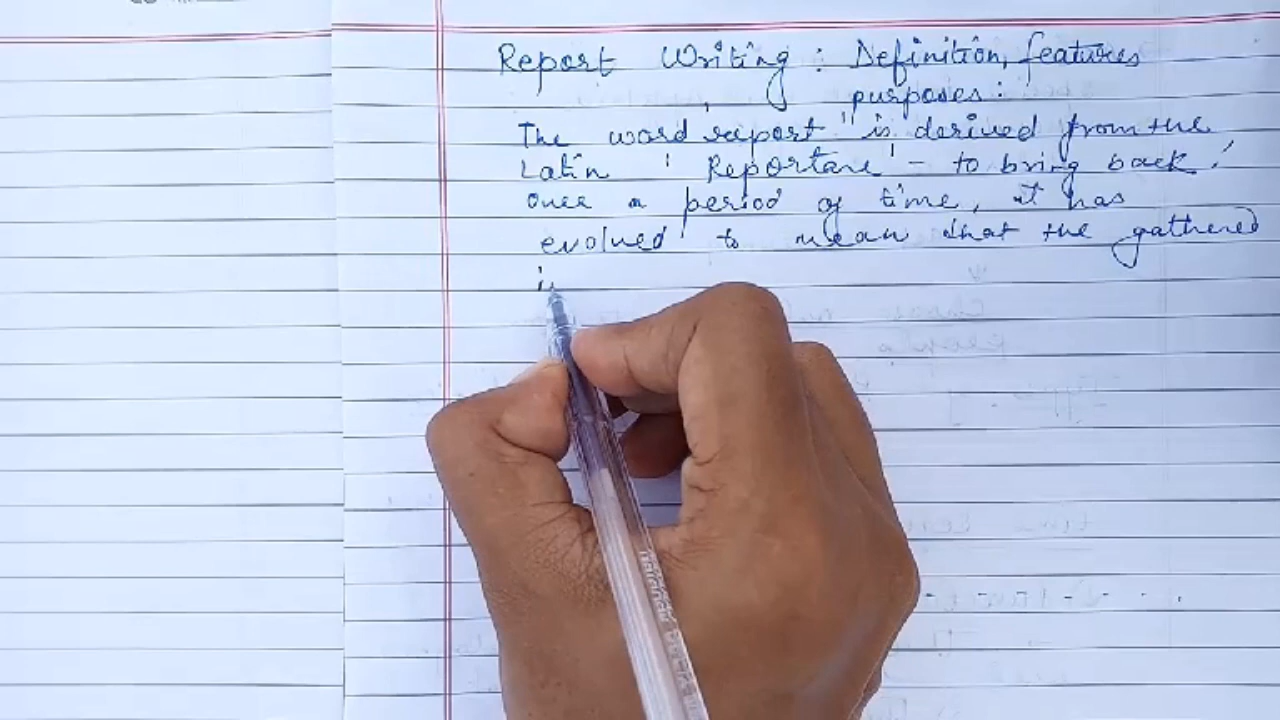 Report Writing : Definition, features
purposes :
The word report" is derived from the
Latin 'Reportare' - to bring back.'
Over a period of time, it has
evolved to mean that the gathered
i